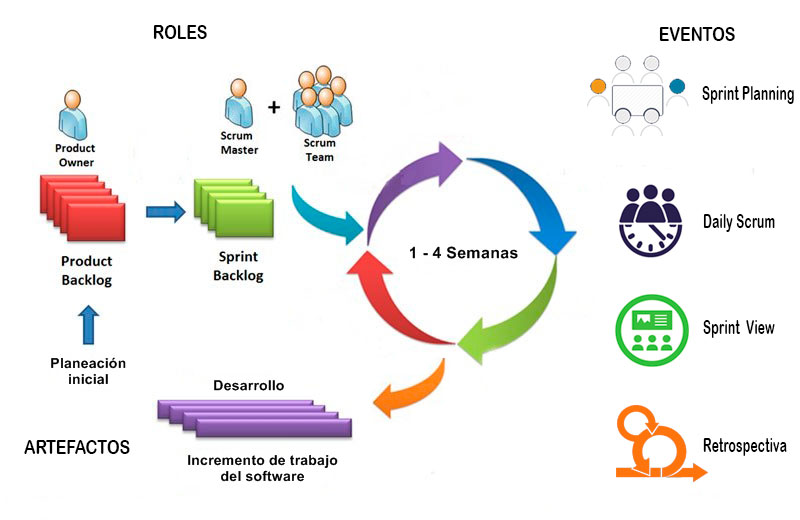 ROLES
EVENTOS
Product
Owner
Scrum
Master
+
Scrum
Team
Sprint Planning
Product
Backlog
Sprint
Backlog
1 - 4 Semanas
Daily Scrum
Planeación
inicial
Sprint View
Desarrollo
ARTEFACTOS
Incremento de trabajo
del software
Retrospectiva